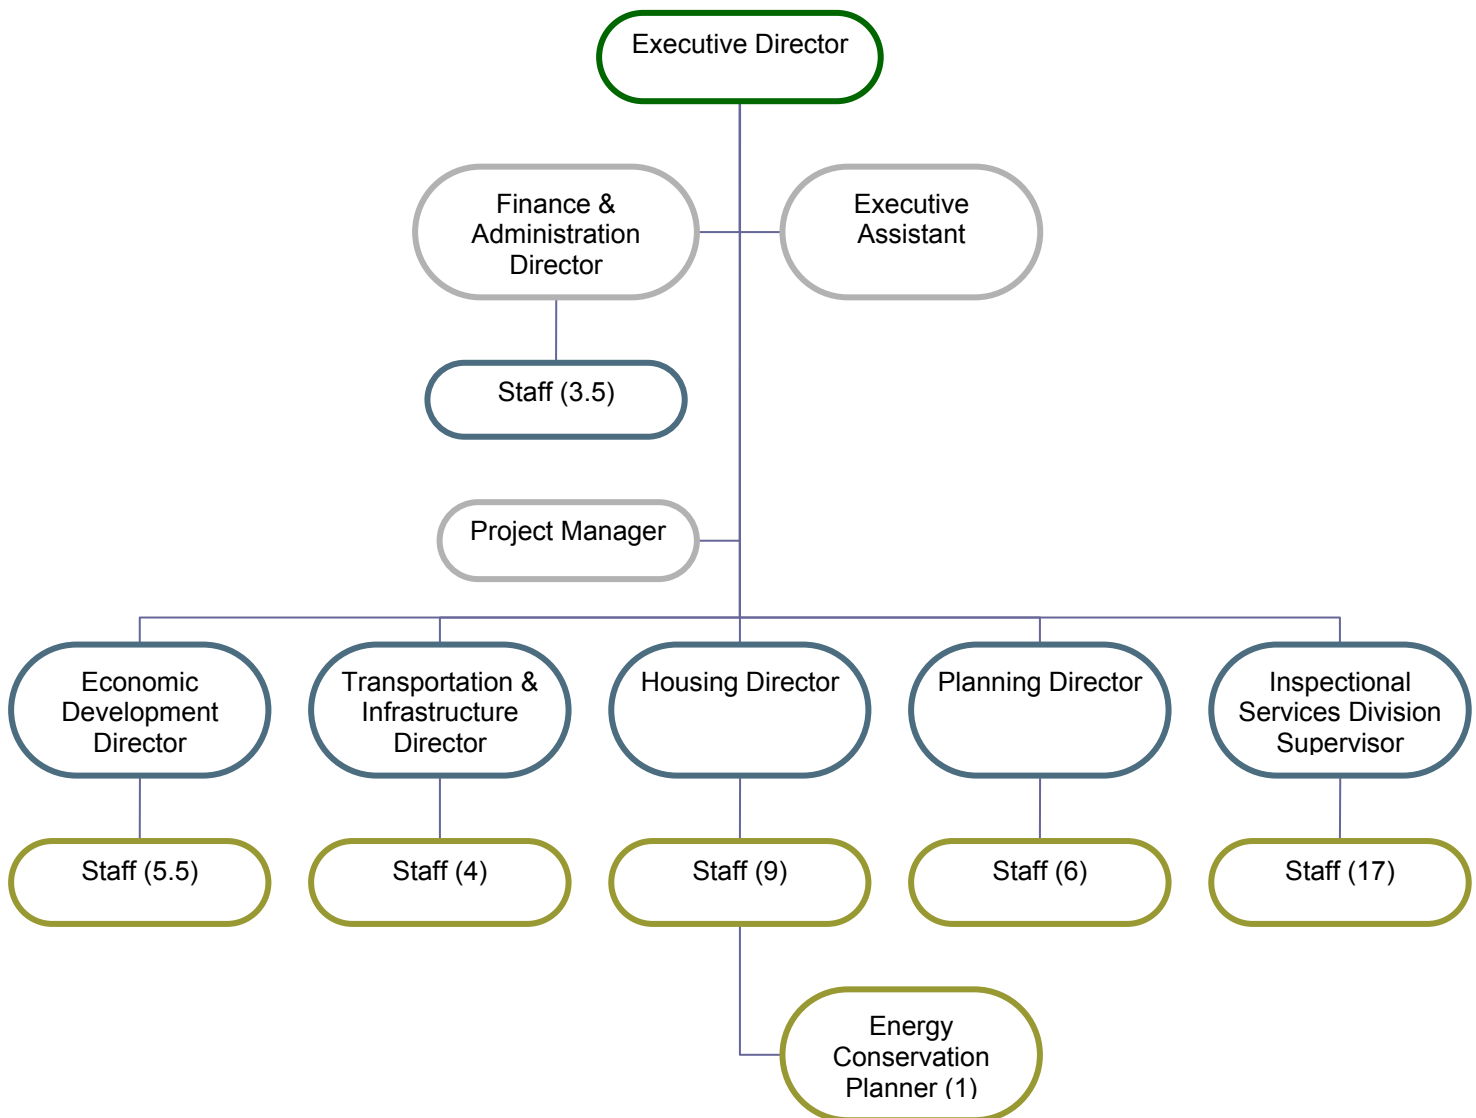 Executive Director
Finance &
Administration
Director
Executive
Assistant
Staff (3.5)
Project Manager
Economic
Development
Director
Transportation &
Infrastructure
Director
Housing Director
Planning Director
Inspectional
Services Division
Supervisor
Staff (5.5)
Staff (4)
Staff (9)
Staff (6)
Staff (17)
Energy
Conservation
Planner (1)